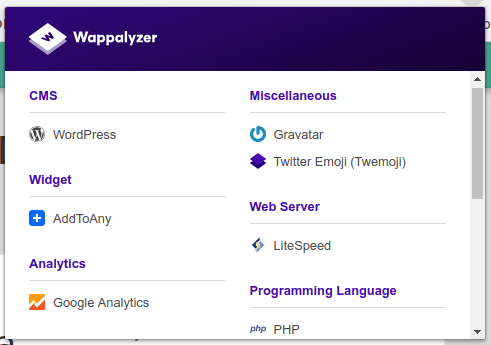 Wappalyzer
CMS
WordPress
Widget
AddToAny
Analytics
Google Analytics
Miscellaneous
Gravatar
Twitter Emoji (Twemoji)
Web Server
LiteSpeed
Programming Language
php PHP